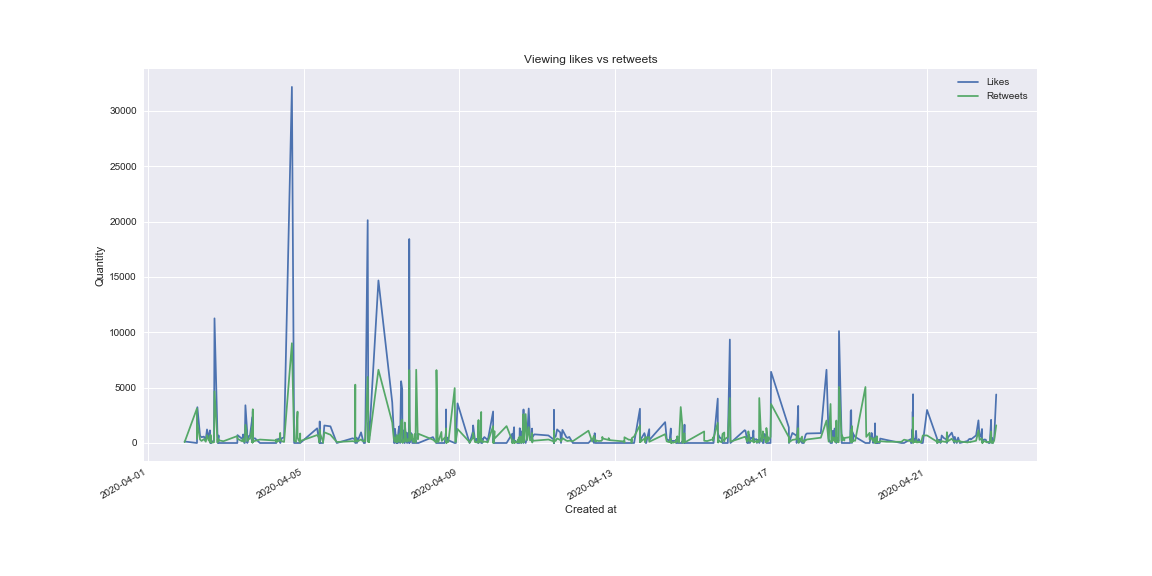 Viewing likes vs retweets
Likes
Retweets
30000
25000
20000
15000
10000
5000
0
Quantity
2020-04-01
2020-04-05
2020-04-09
2020-04-13
2020-04-17
2020-04-21
Created at